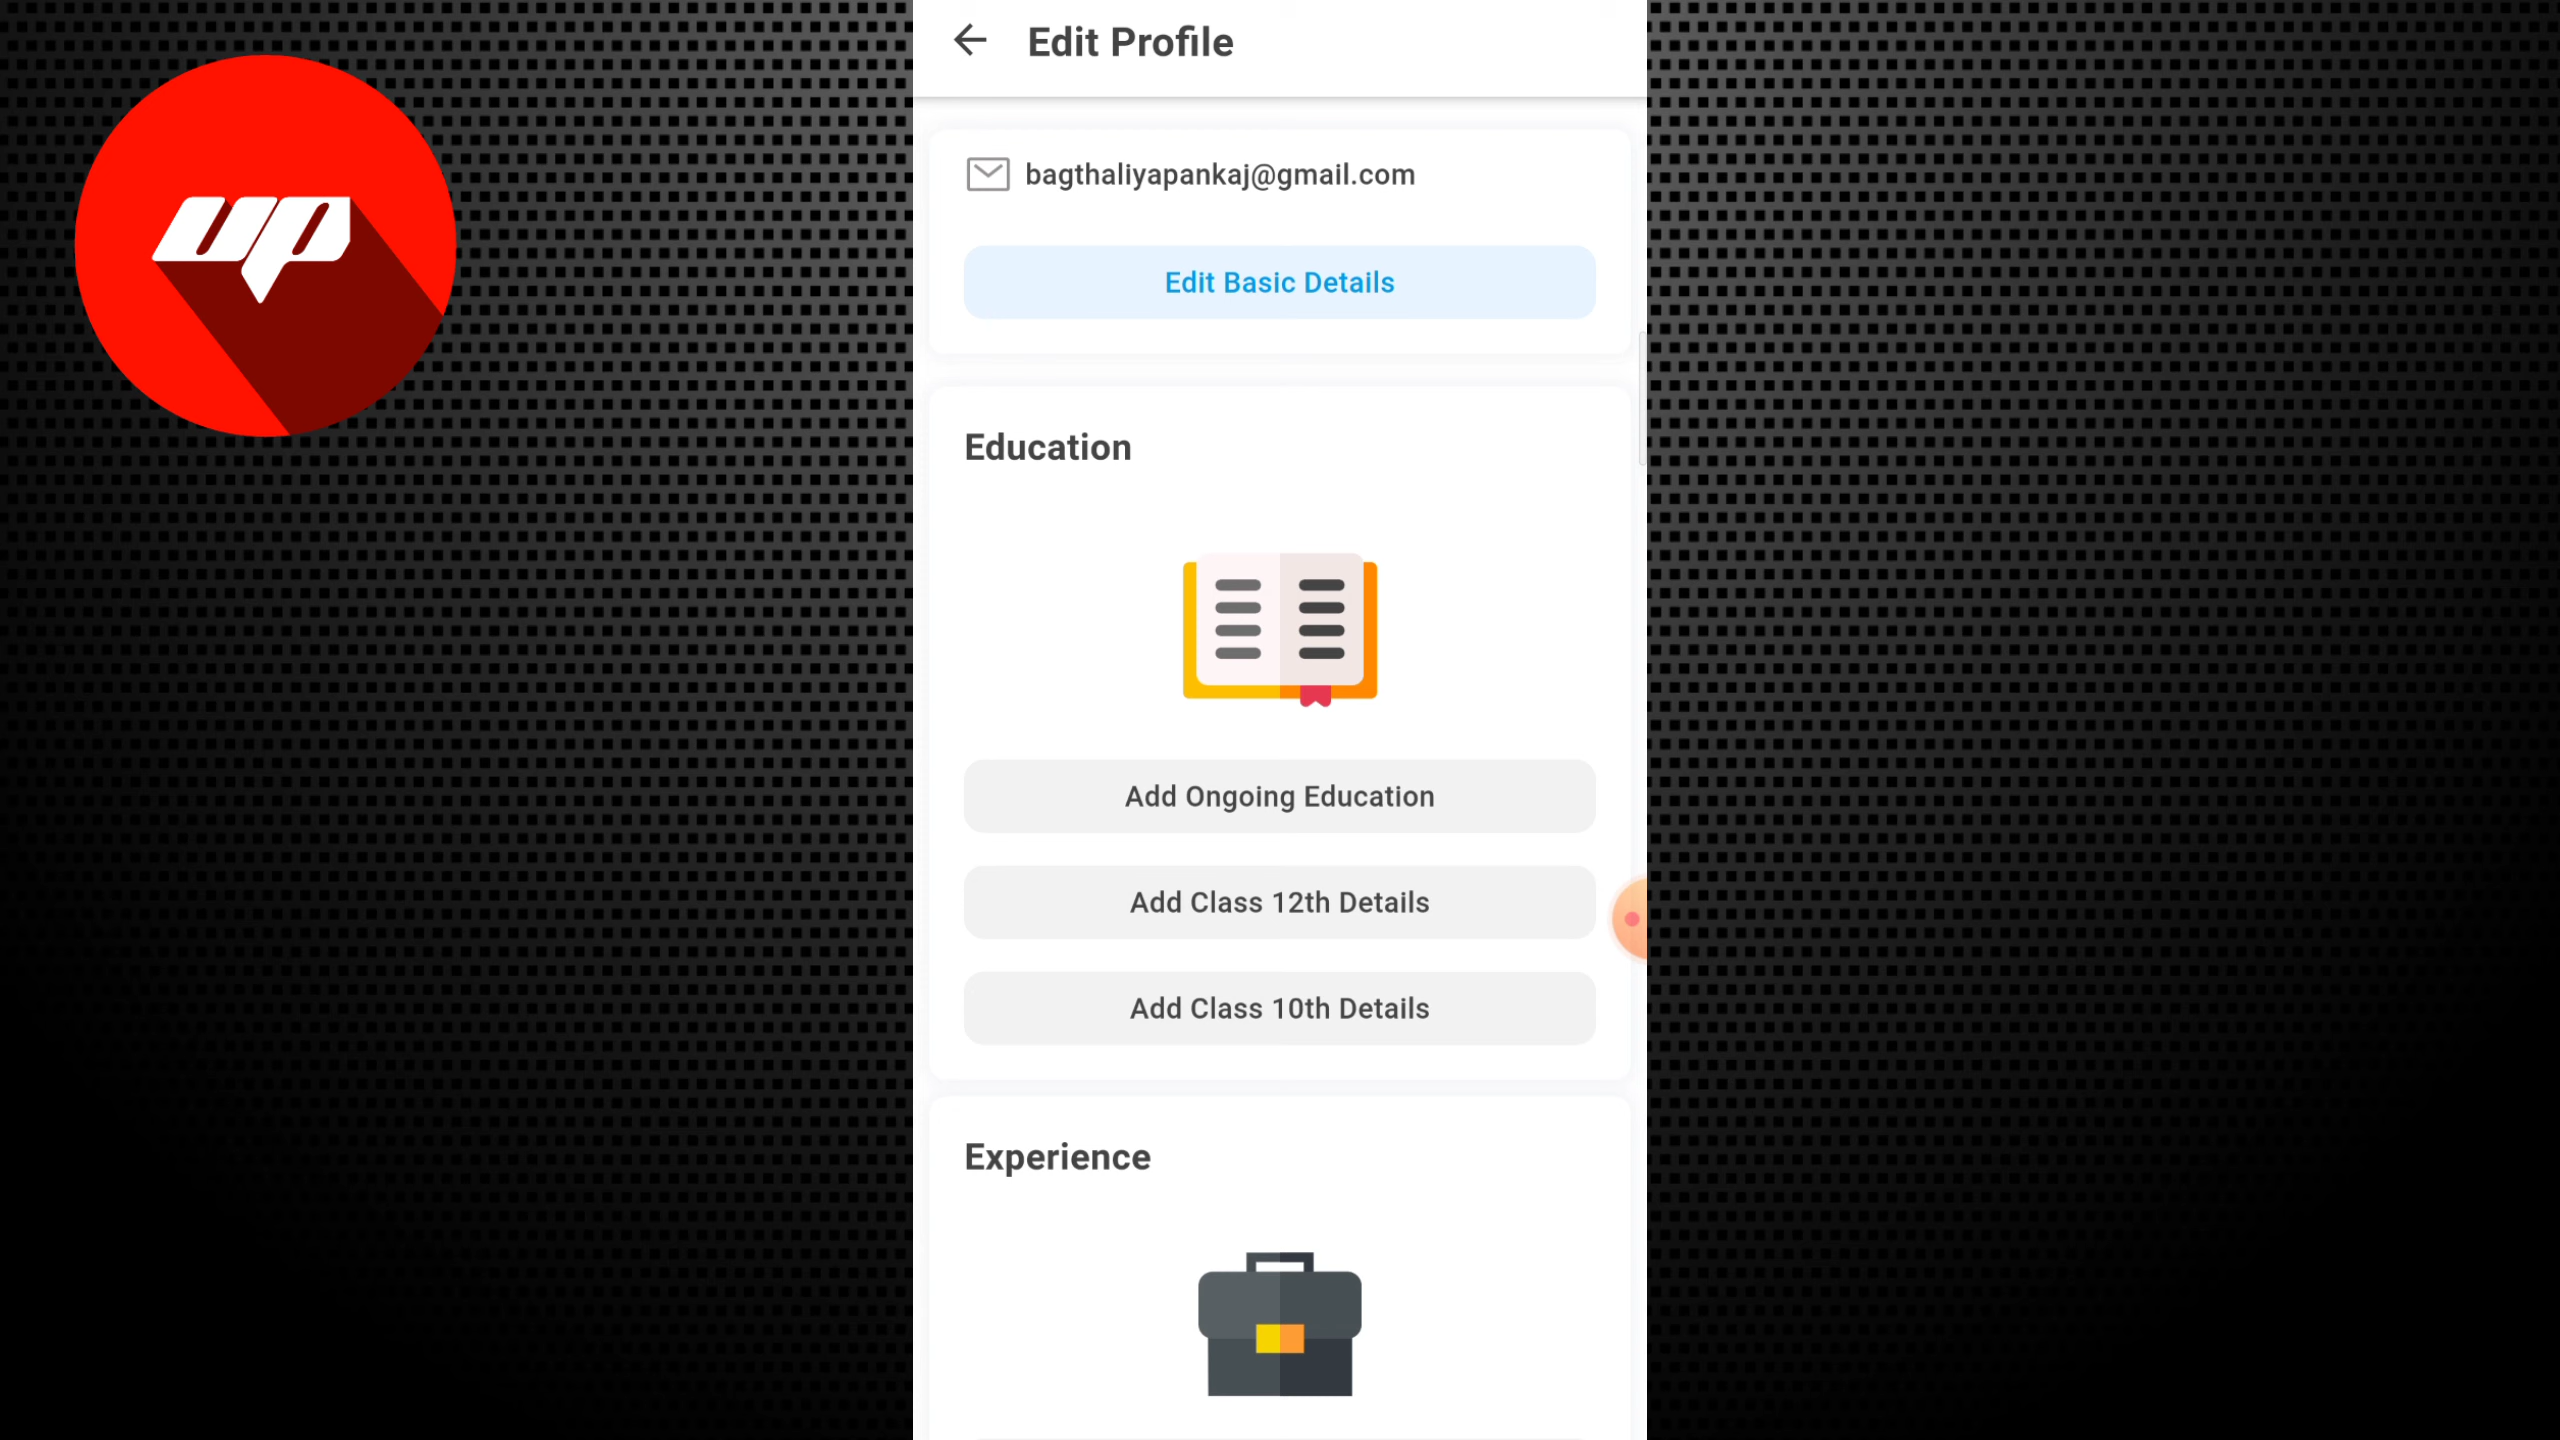 up
Edit Profile
bagthaliyapankaj@gmail.com
Edit Basic Details
Education
Add Ongoing Education
Add Class 12th Details
Add Class 10th Details
Experience